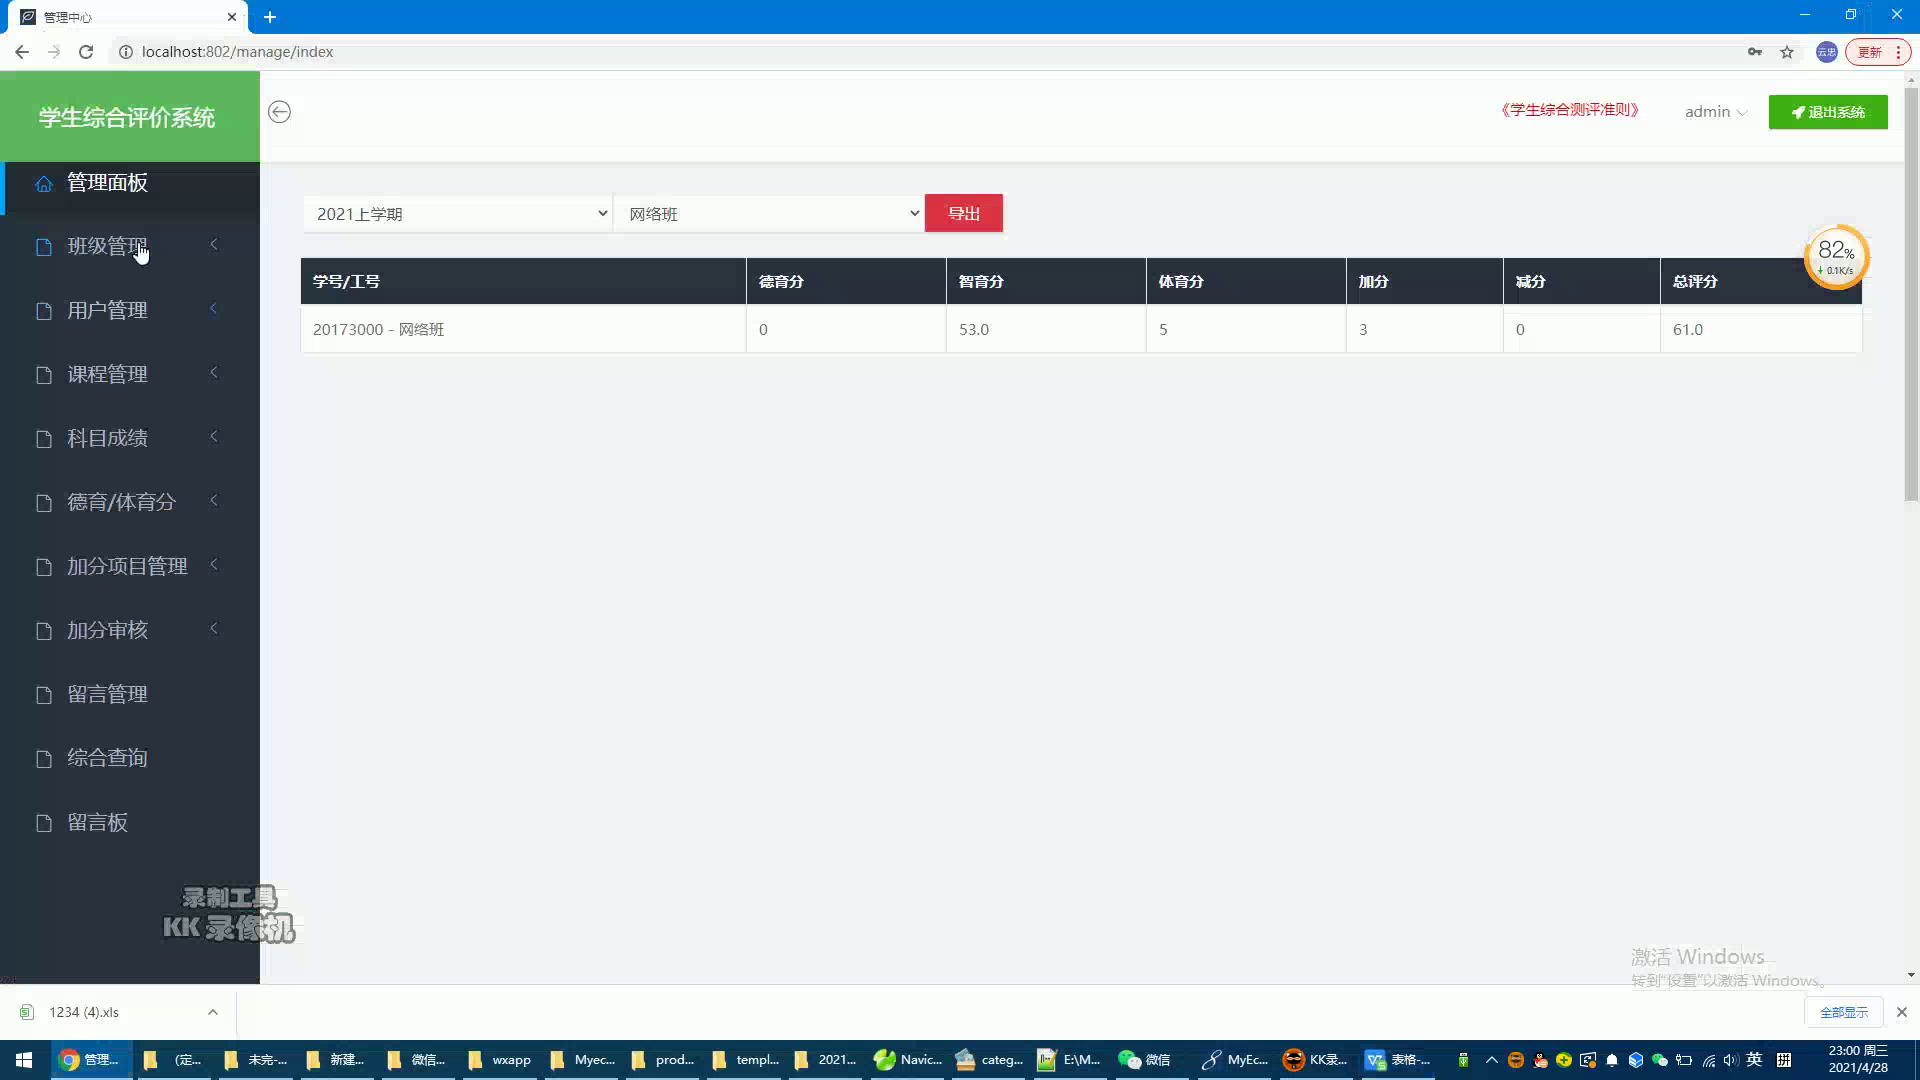 管理中心
localhost:802/manage/index
云忠
更新
学生综合评价系统
《学生综合测评准则》
admin
退出系统
管理面板
班级管理
用户管理
课程管理
科目成绩
德育/体育分
加分项目管理
加分审核
留言管理
综合查询
留言板
2021上学期
网络班
导出
82%
0.1K/s
学号/工号 德育分 智育分 体育分 加分 减分 总评分
20173000 - 网络班 0 53.0 5 3 0 61.0
录制工具
KK 录像机
激活 Windows
转到"设置"以激活 Windows。
1234 (4).xls
全部显示
管理...
(定...
未完-...
新建...
微信...
wxapp
Myec...
prod...
templ...
2021...
Navic...
categ...
E:\M...
微信
MyEc...
KK录...
表格-...
英
拼
23:00 周三
2021/4/28